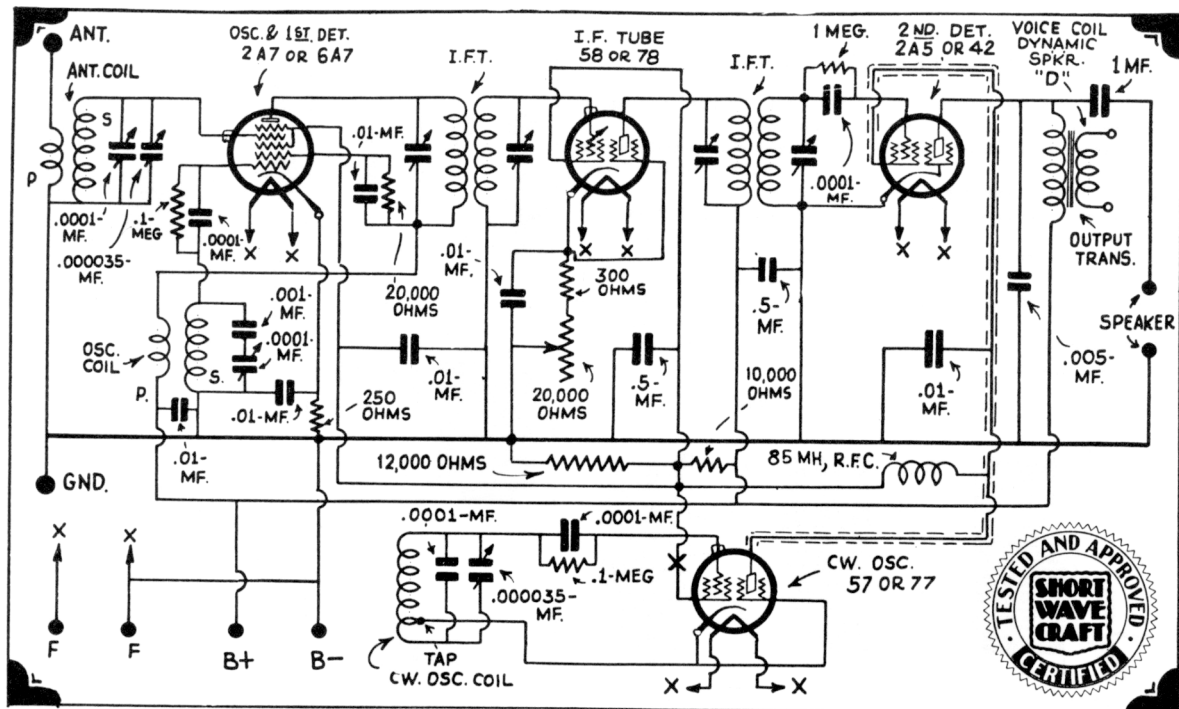 ANT.
ANT. COIL
S
P.
.0001-
MF.
.000035-
MF.
.1-
MEG
.0001-
MF.
OSC. & 1ST. DET.
2A7 OR 6A7
X
X
.01-MF.
20,000
OHMS
I.F.T.
I.F. TUBE
58 OR 78
X
X
.01-
MF.
300
OHMS
20,000
OHMS
I.F.T.
1 MEG.
.0001-
MF.
2ND. DET.
2A5 OR 42
X
X
VOICE COIL
DYNAMIC
SPKR.
"D"
1 MF.
OUTPUT
TRANS.
SPEAKER
.005-
MF.
OSC.
COIL
P.
S.
.001-
MF.
.0001-
MF.
.01-MF.
.01-
MF.
250
OHMS
.01-
MF.
.5-
MF.
.5-
MF.
10,000
OHMS
.01-
MF.
12,000 OHMS
85 MH, R.F.C.
GND.
X
X
F
F
B+
B-
.0001-MF.
.0001-MF.
.1-MEG
.000035-
MF.
TAP
CW. OSC. COIL
X
CW. OSC.
57 OR 77
X
X
TESTED AND APPROVED
SHORT
WAVE
CRAFT
CERTIFIED